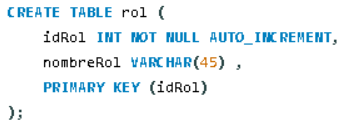 CREATE TABLE rol (
    idRol INT NOT NULL AUTO_INCREMENT,
    nombreRol VARCHAR(45) ,
    PRIMARY KEY (idRol)
);